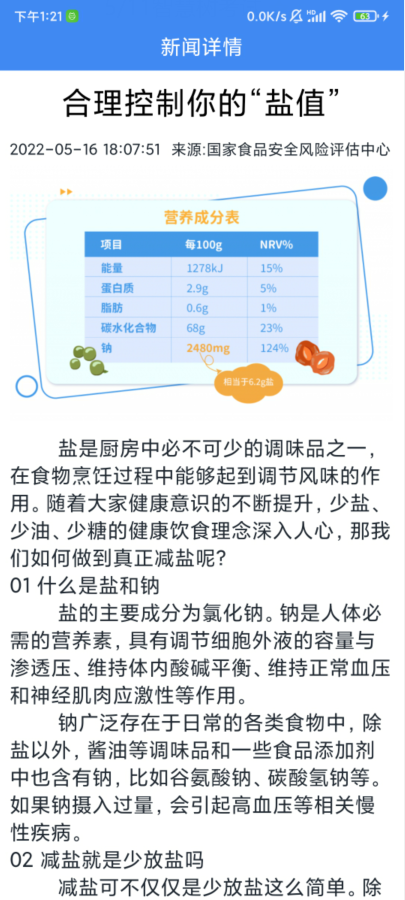 下午1:21
0.0K/s HD 5G 63
新闻详情
合理控制你的“盐值”
2022-05-16 18:07:51 来源:国家食品安全风险评估中心
营养成分表
项目 每100g NRV%
能量 1278kJ 15%
蛋白质 2.9g 5%
脂肪 0.6g 1%
碳水化合物 68g 23%
钠 2480mg 124%
相当于6.2g盐
盐是厨房中必不可少的调味品之一，
在食物烹饪过程中能够起到调节风味的作
用。随着大家健康意识的不断提升，少盐、
少油、少糖的健康饮食理念深入人心，那我
们如何做到真正减盐呢？
01 什么是盐和钠
盐的主要成分为氯化钠。钠是人体必
需的营养素，具有调节细胞外液的容量与
渗透压、维持体内酸碱平衡、维持正常血压
和神经肌肉应激性等作用。
钠广泛存在于日常的各类食物中，除
盐以外，酱油等调味品和一些食品添加剂
中也含有钠，比如谷氨酸钠、碳酸氢钠等。
如果钠摄入过量，会引起高血压等相关慢
性疾病。
02 减盐就是少放盐吗
减盐可不仅仅是少放盐这么简单。除